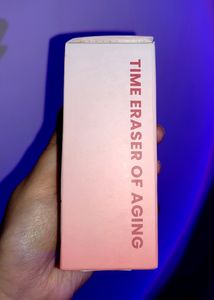 TIME ERASER OF AGING